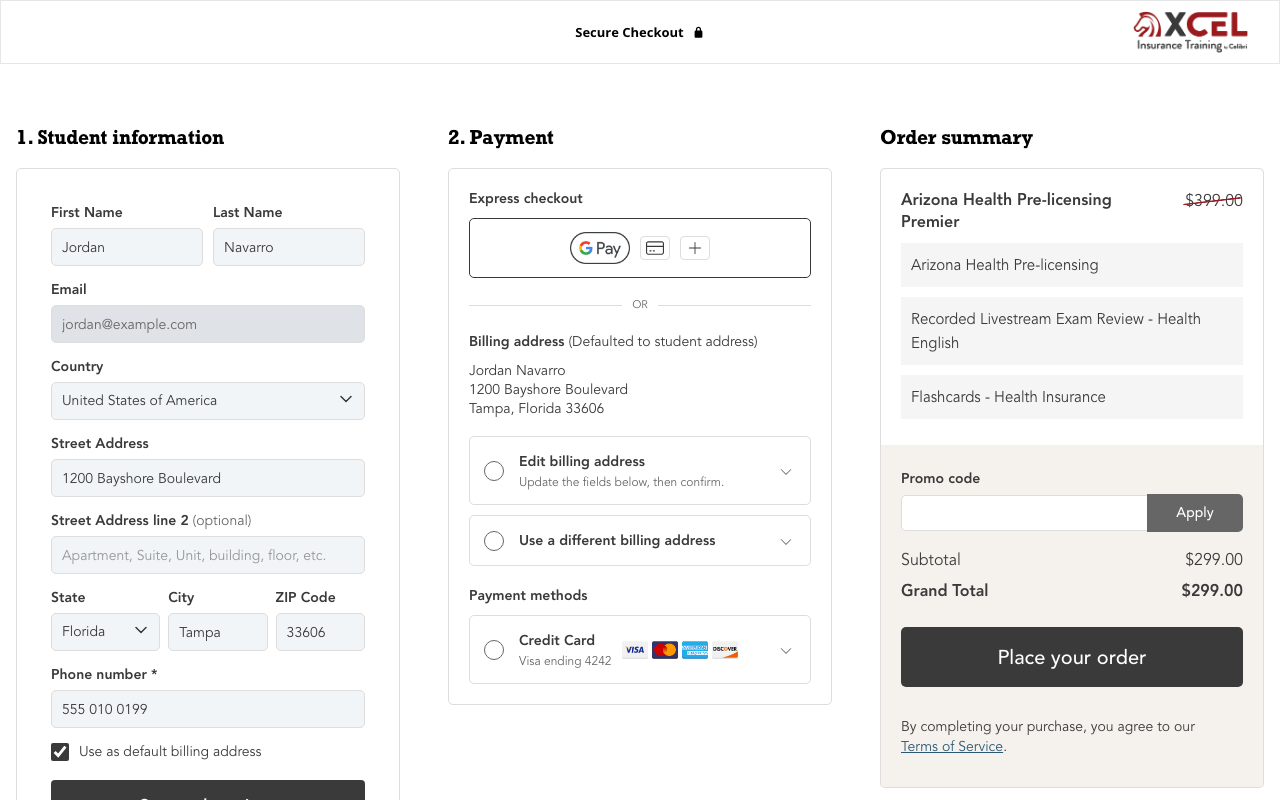 Secure Checkout
XCEL
Insurance Training by Colibri
1. Student information
First Name
Last Name
Jordan
Navarro
Email
jordan@example.com
Country
United States of America
Street Address
1200 Bayshore Boulevard
Street Address line 2 (optional)
Apartment, Suite, Unit, building, floor, etc.
State
City
ZIP Code
Florida
Tampa
33606
Phone number *
555 010 0199
Use as default billing address
2. Payment
Express checkout
G Pay
OR
Billing address (Defaulted to student address)
Jordan Navarro
1200 Bayshore Boulevard
Tampa, Florida 33606
Edit billing address
Update the fields below, then confirm.
Use a different billing address
Payment methods
Credit Card
Visa ending 4242
VISA
DISCOVER
Order summary
Arizona Health Pre-licensing
Premier
$399.00
Arizona Health Pre-licensing
Recorded Livestream Exam Review - Health
English
Flashcards - Health Insurance
Promo code
Apply
Subtotal
$299.00
Grand Total
$299.00
Place your order
By completing your purchase, you agree to our
Terms of Service.